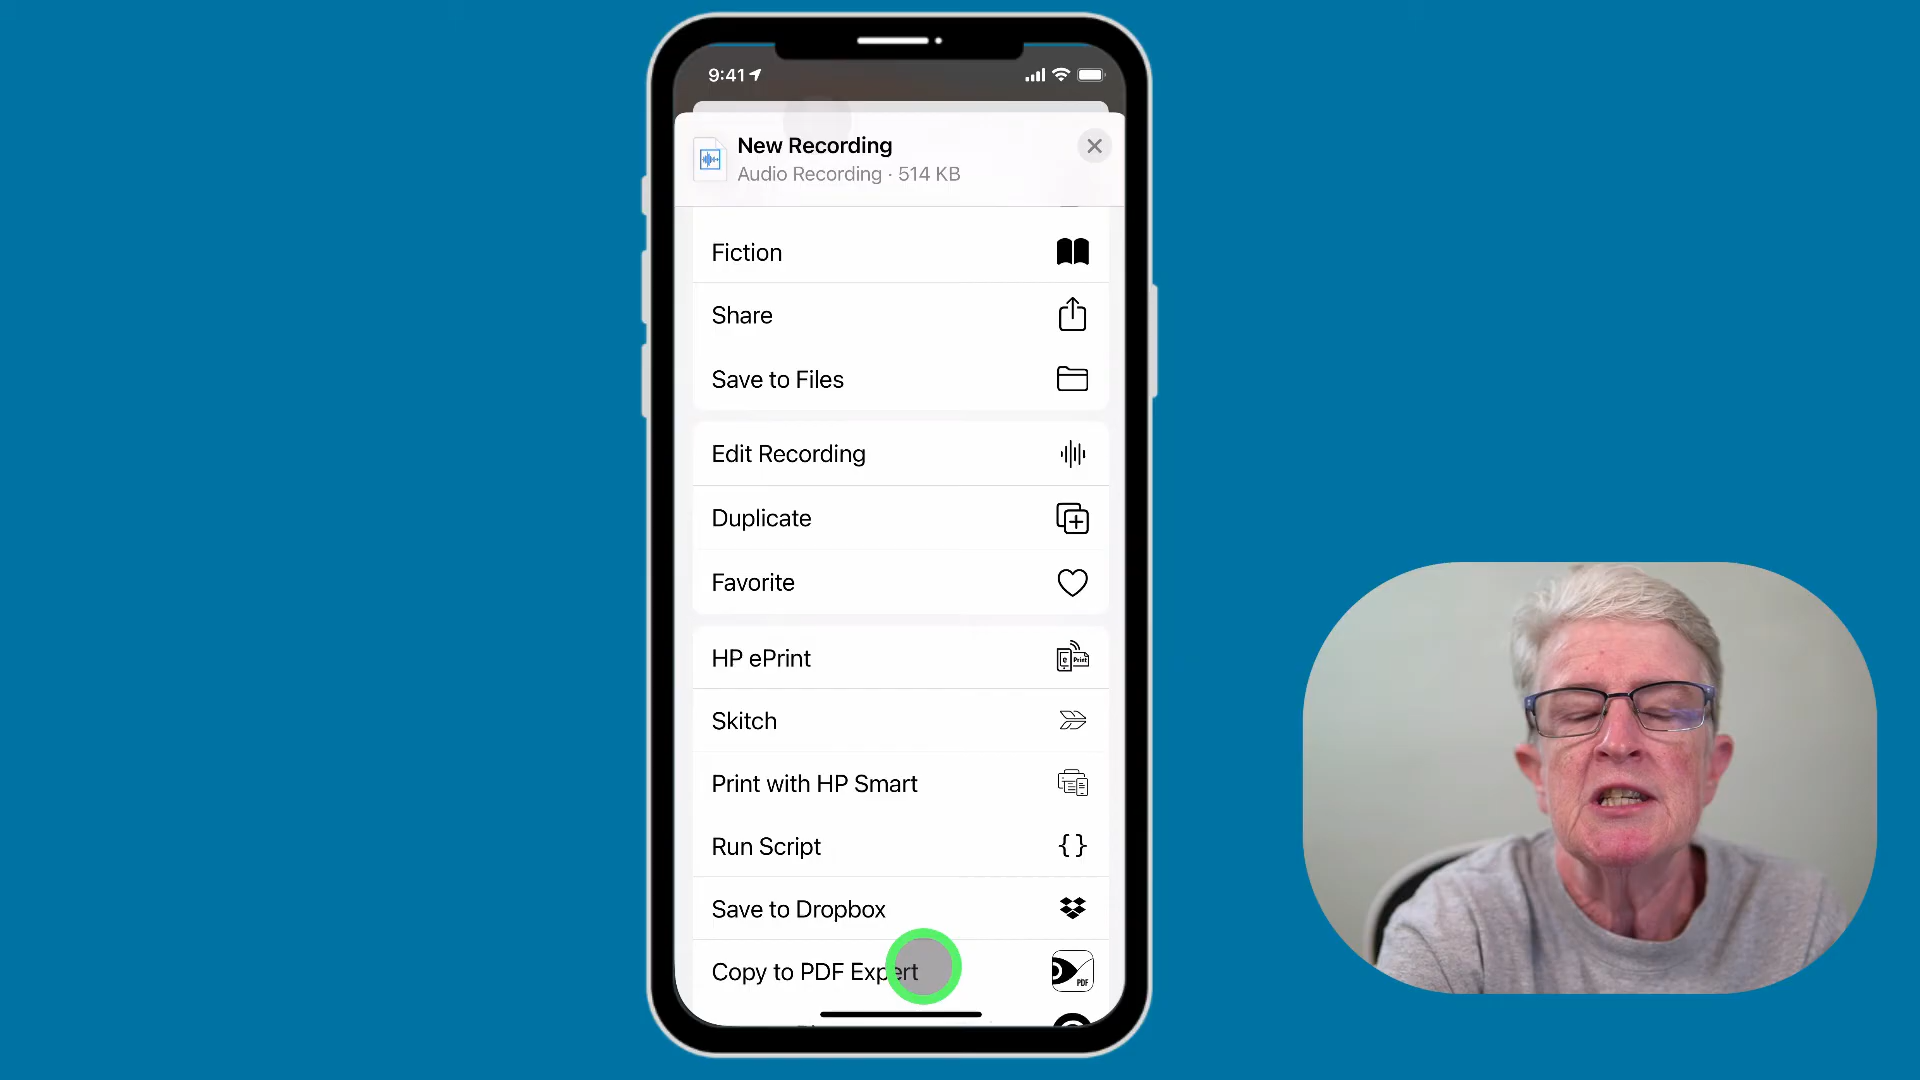 9:41
New Recording
Audio Recording · 514 KB
Fiction
Share
Save to Files
Edit Recording
Duplicate
Favorite
HP ePrint
Skitch
Print with HP Smart
Run Script
{}
Save to Dropbox
Copy to PDF Expert
PDF